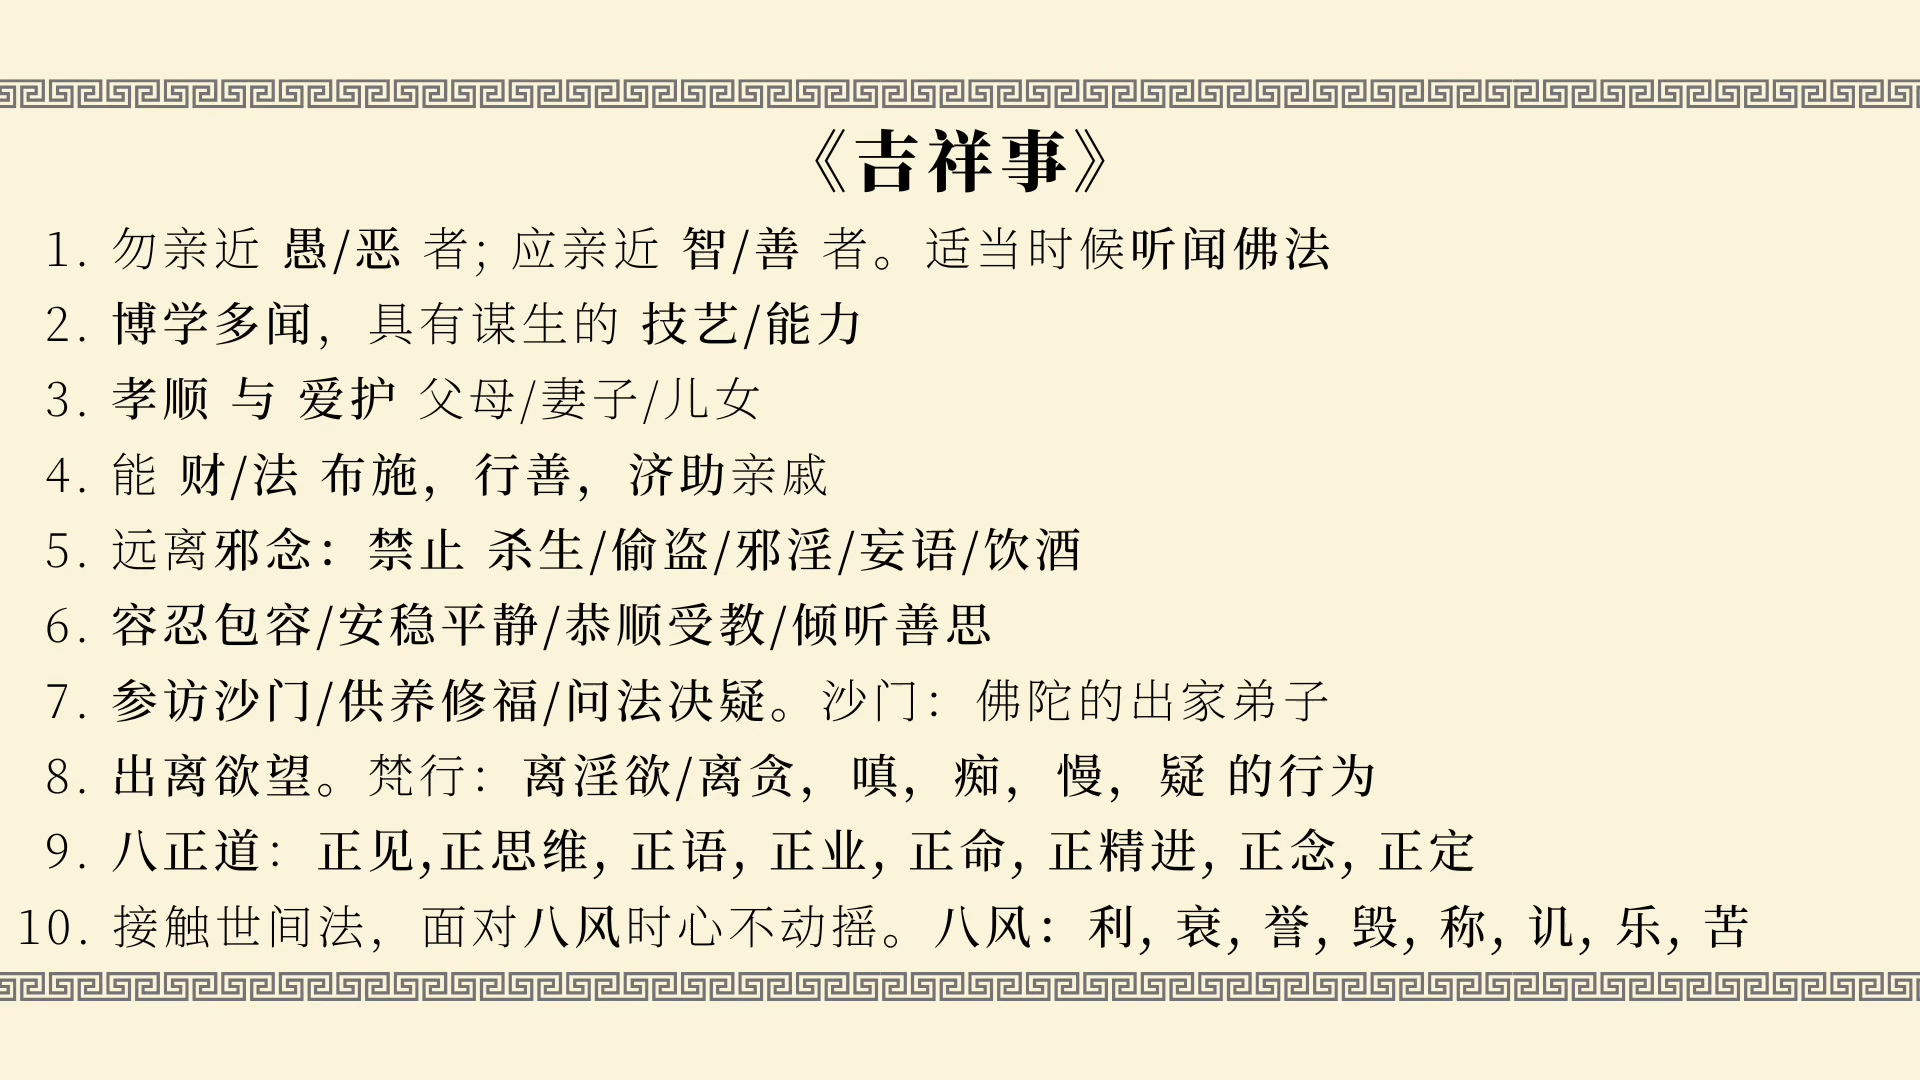 《吉祥事》
1. 勿亲近 愚/恶 者; 应亲近 智/善 者。适当时候听闻佛法
2. 博学多闻，具有谋生的 技艺/能力
3. 孝顺 与 爱护 父母/妻子/儿女
4. 能 财/法 布施，行善，济助亲戚
5. 远离邪念：禁止 杀生/偷盗/邪淫/妄语/饮酒
6. 容忍包容/安稳平静/恭顺受教/倾听善思
7. 参访沙门/供养修福/问法决疑。沙门：佛陀的出家弟子
8. 出离欲望。梵行：离淫欲/离贪，嗔，痴，慢，疑 的行为
9. 八正道：正见,正思维, 正语, 正业, 正命, 正精进, 正念, 正定
10. 接触世间法，面对八风时心不动摇。八风：利, 衰, 誉, 毁, 称, 讥, 乐, 苦